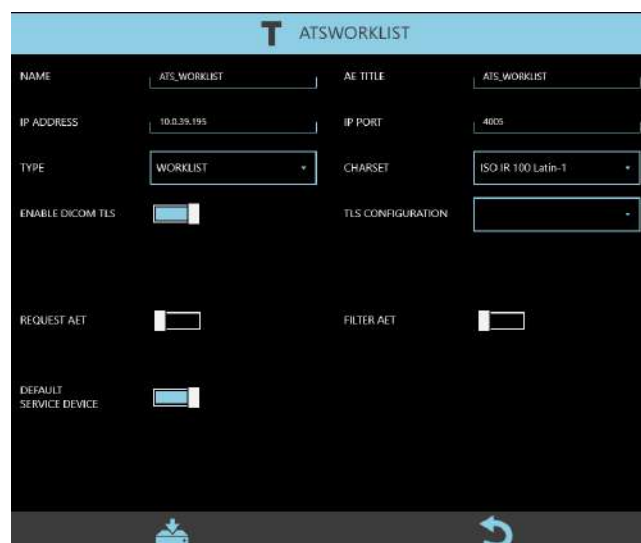 T ATSWORKLIST
NAME ATS_WORKLIST AE TITLE ATS_WORKLIST
IP ADDRESS 10.0.39.195 IP PORT 4005
TYPE WORKLIST CHARSET ISO IR 100 Latin-1
ENABLE DICOM TLS TLS CONFIGURATION
REQUEST AET FILTER AET
DEFAULT
SERVICE DEVICE